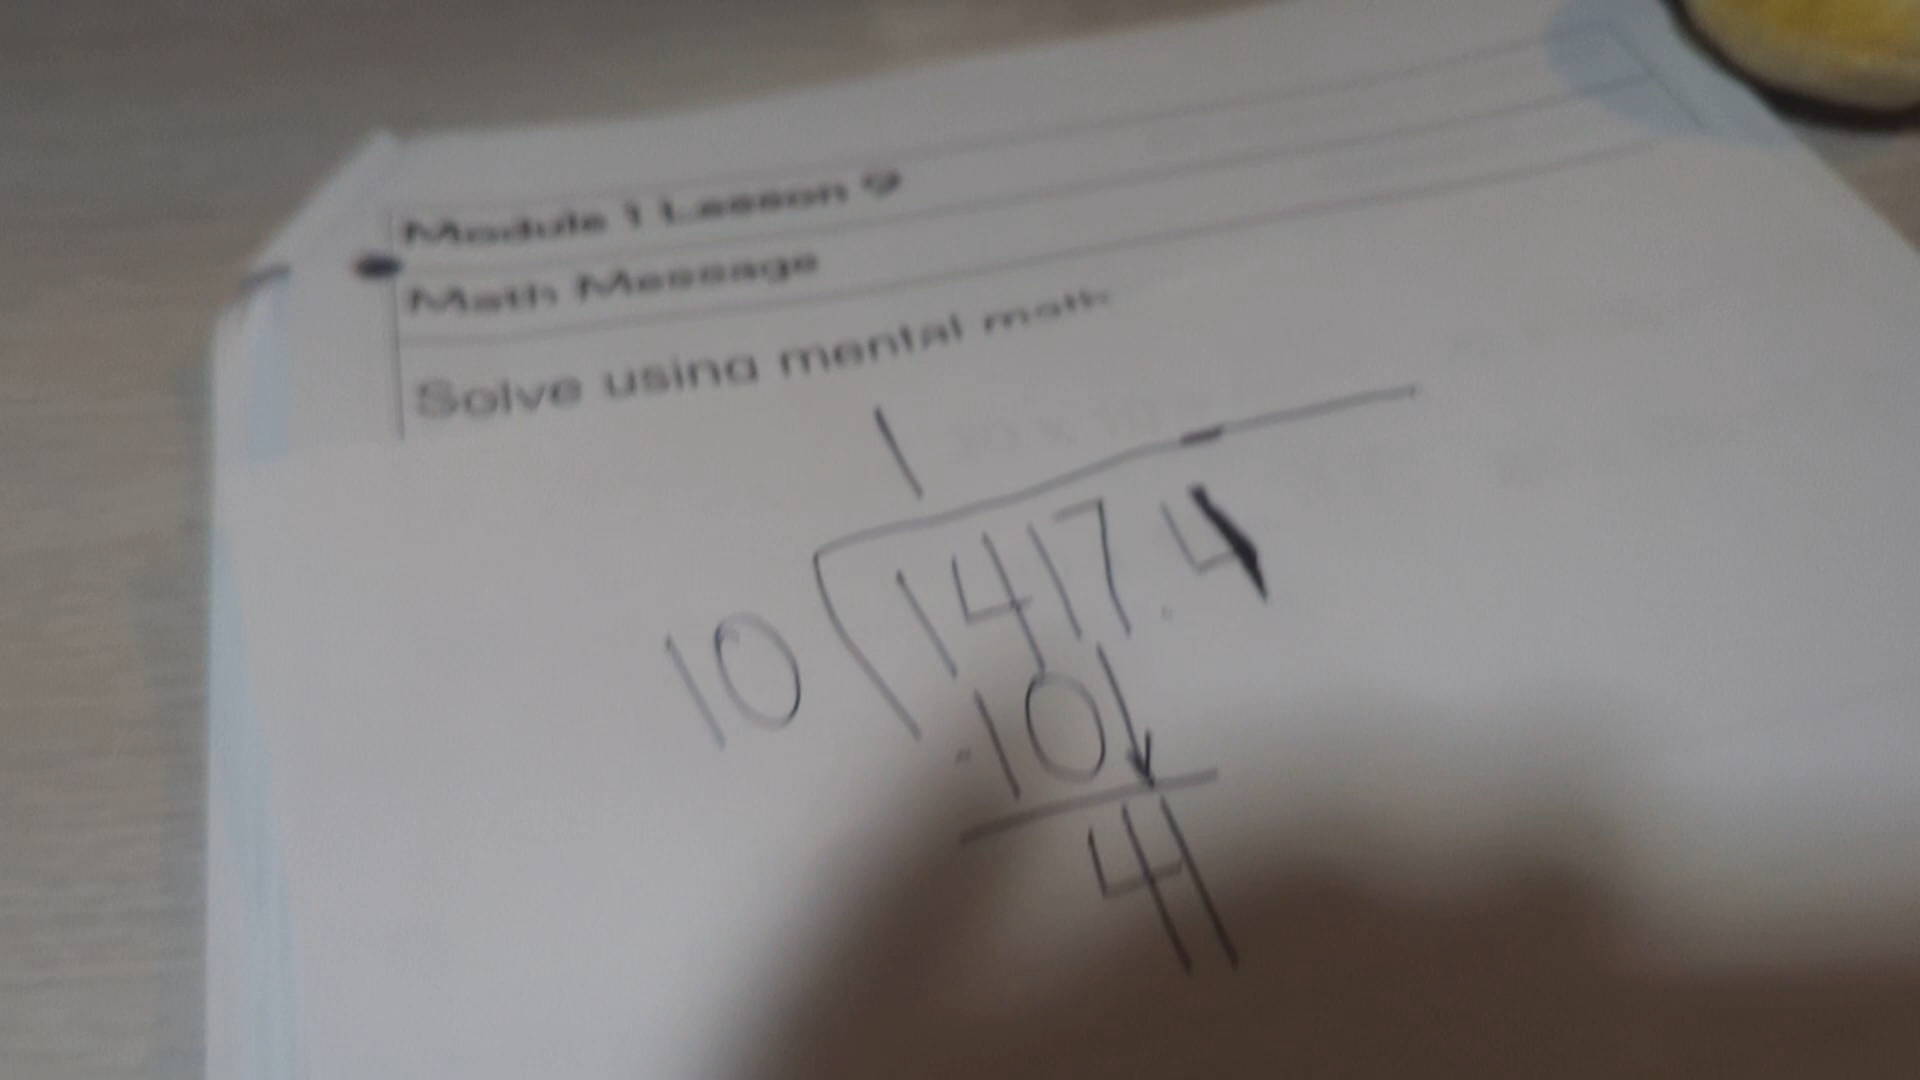 Module 1 Lesson 9
Math Message
Solve using mental math
1
10 1417.4
-10
41